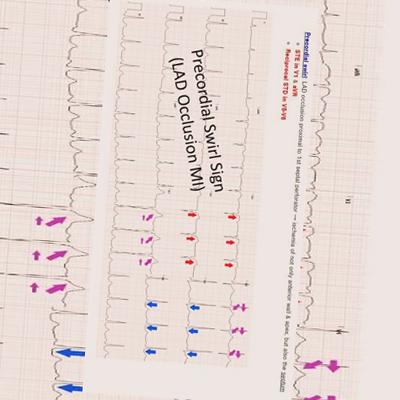 Precordial Swirl Sign
(LAD Occlusion MI)
Precordial swirl: LAD occlusion proximal to 1st septal perforator → ischemia of not only anterior wall & apex, but also the septum
• STE in V1 & aVR
• Reciprocal STD in V5-V6